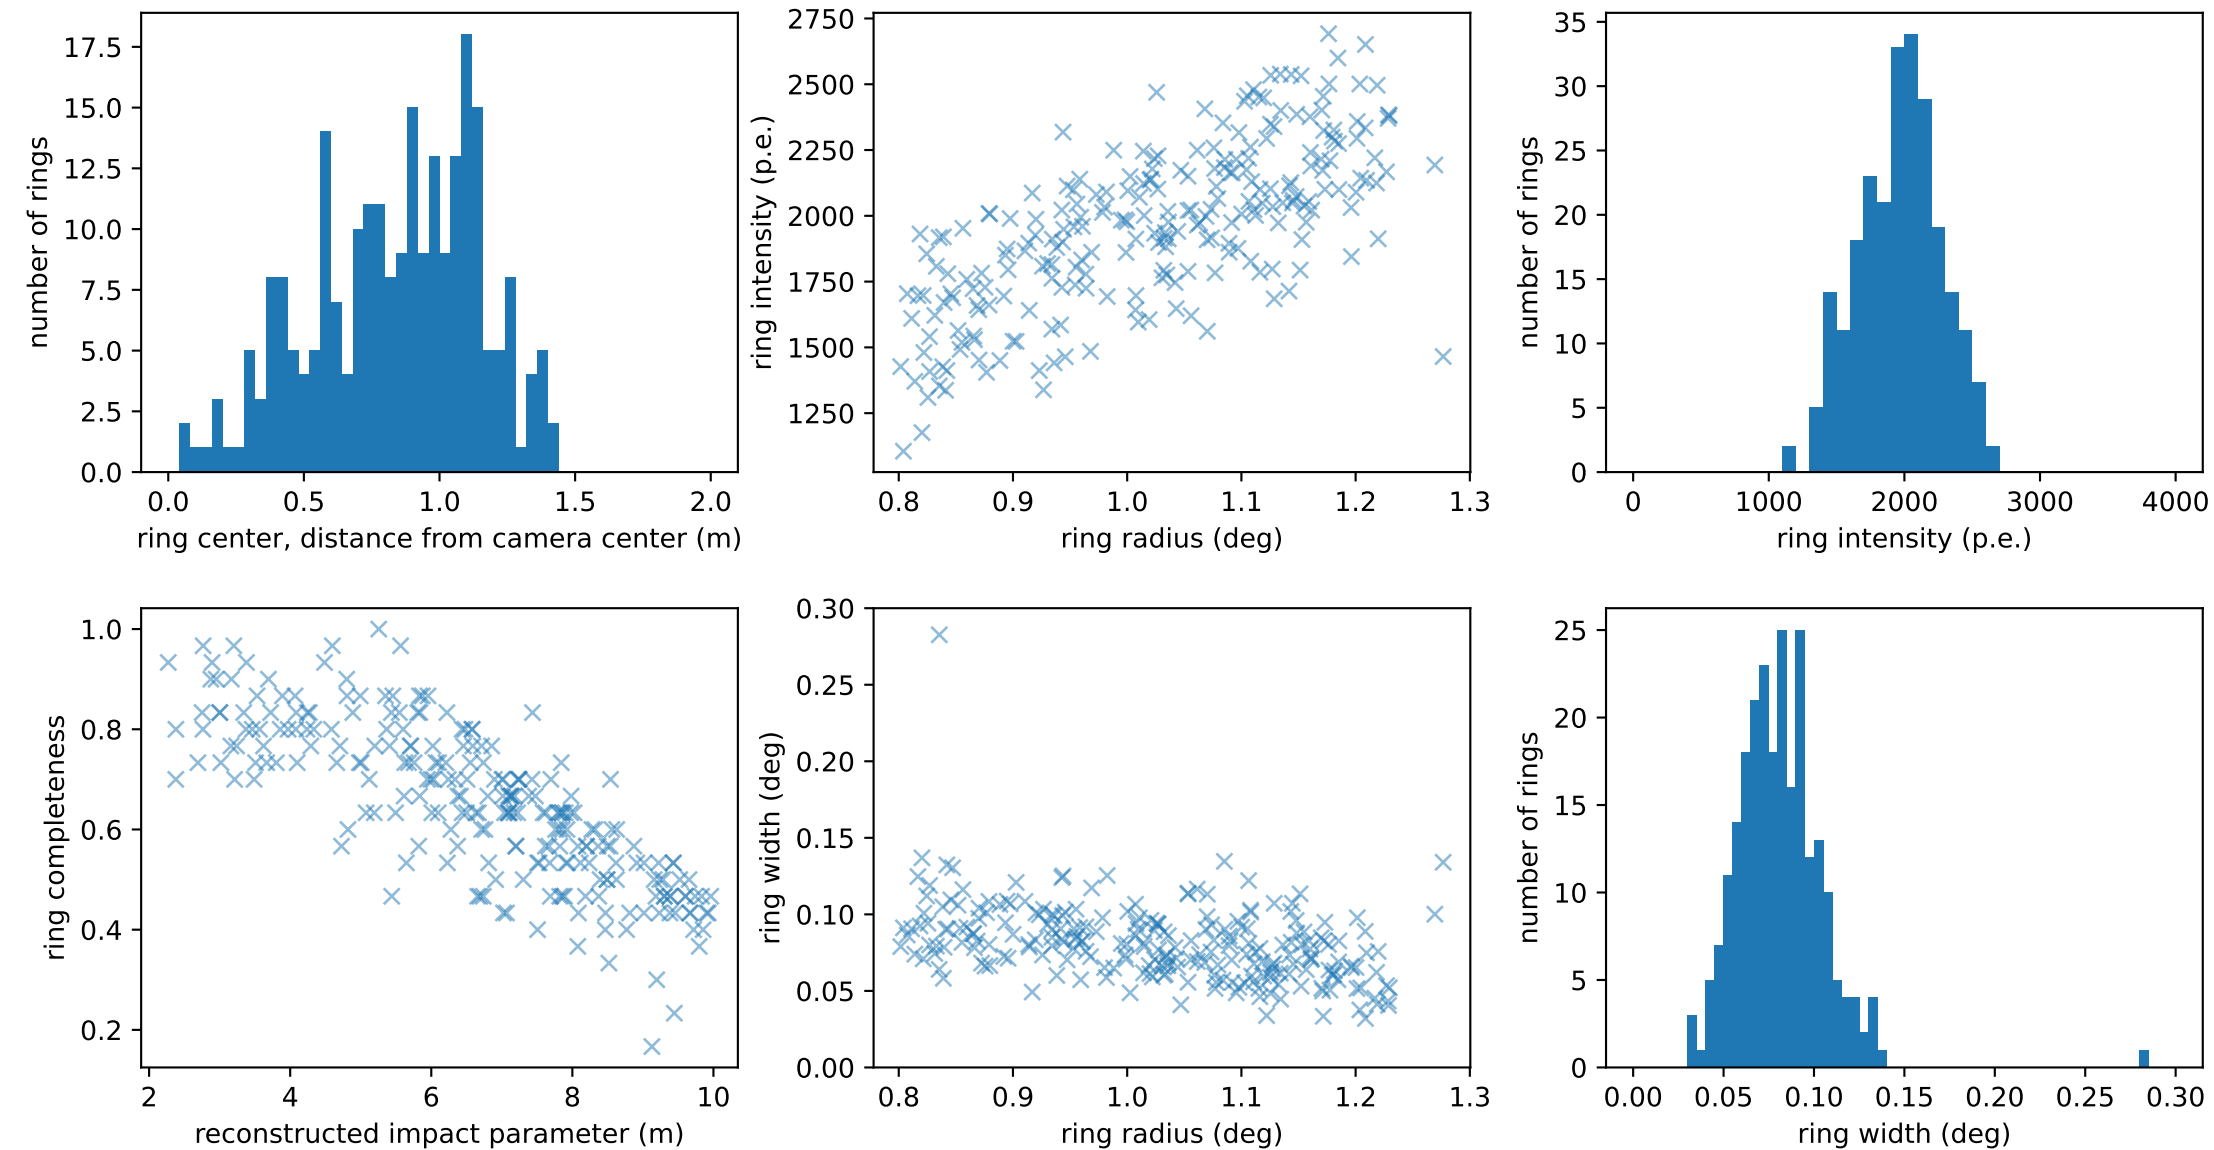 17.5
15.0
12.5
10.0
7.5
5.0
2.5
0.0
number of rings
0.0 0.5 1.0 1.5 2.0
ring center, distance from camera center (m)
2750
2500
2250
2000
1750
1500
1250
ring intensity (p.e.)
0.8 0.9 1.0 1.1 1.2 1.3
ring radius (deg)
35
30
25
20
15
10
5
0
number of rings
0 1000 2000 3000 4000
ring intensity (p.e.)
1.0
0.8
0.6
0.4
0.2
ring completeness
2 4 6 8 10
reconstructed impact parameter (m)
0.30
0.25
0.20
0.15
0.10
0.05
0.00
ring width (deg)
0.8 0.9 1.0 1.1 1.2 1.3
ring radius (deg)
25
20
15
10
5
0
number of rings
0.00 0.05 0.10 0.15 0.20 0.25 0.30
ring width (deg)